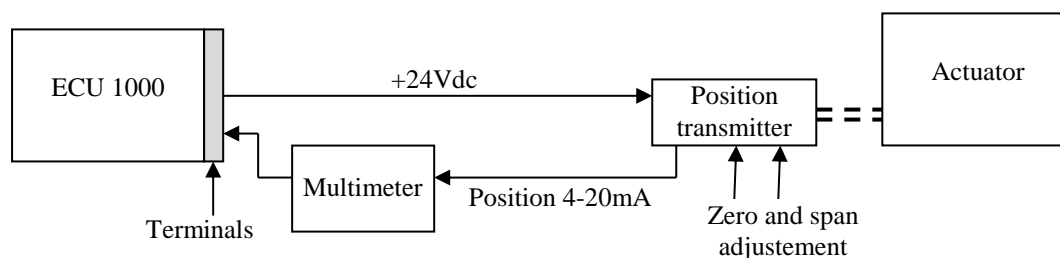 ECU 1000
+24Vdc
Position
transmitter
Actuator
Multimeter
Position 4-20mA
Terminals
Zero and span
adjustement